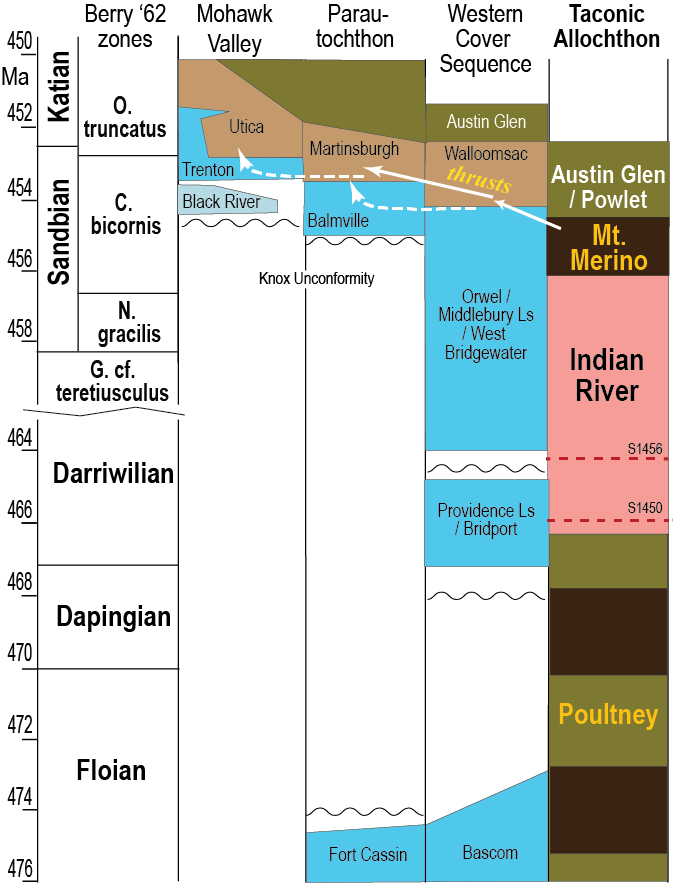 Berry ‘62
zones
Mohawk
Valley
Parau-
tochthon
Western
Cover
Sequence
Taconic
Allochthon
450
Ma
452
454
456
458
464
466
468
470
472
474
476
Katian
Sandbian
O.
truncatus
C.
bicornis
N.
gracilis
G. cf.
teretiusculus
Darriwilian
Dapingian
Floian
Utica
Trenton
Black River
Martinsburgh
Balmville
Knox Unconformity
Fort Cassin
Austin Glen
Walloomsac
thrusts
Orwel /
Middlebury Ls
/ West
Bridgewater
Providence Ls
/ Bridport
Bascom
Austin Glen
/ Powlet
Mt.
Merino
Indian
River
S1456
S1450
Poultney